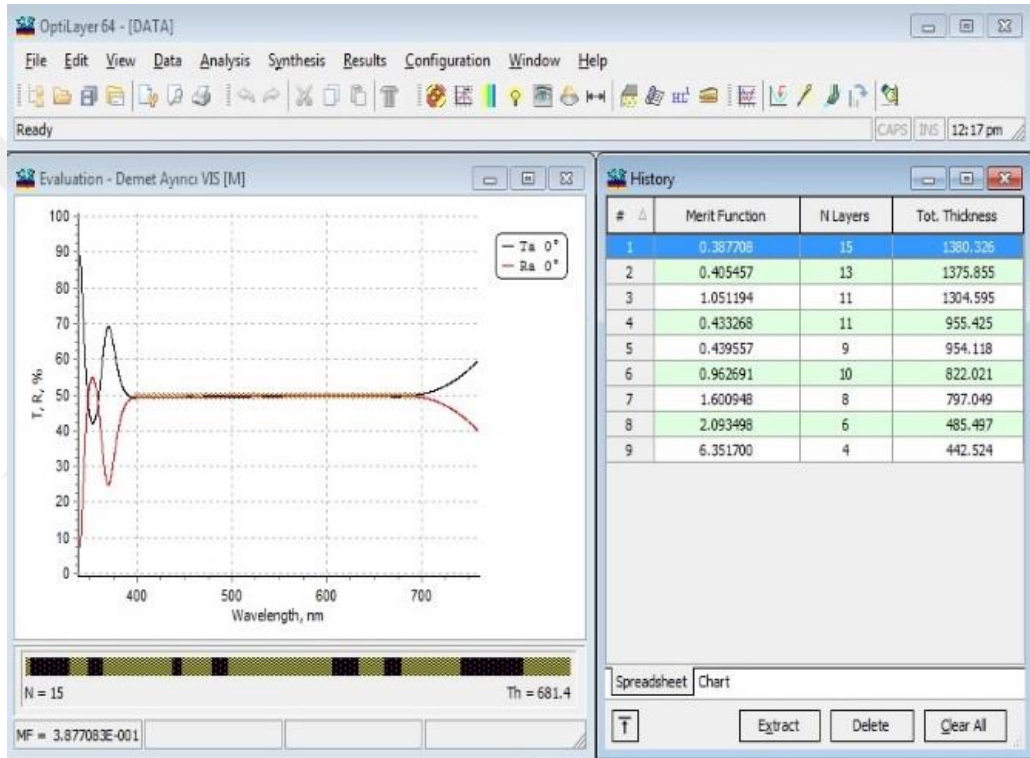 OptiLayer 64 - [DATA]
File Edit View Data Analysis Synthesis Results Configuration Window Help
Ready
CAPS INS 12:17 pm
Evaluation - Demet Ayırıcı VIS [M]
100
90
80
70
60
50
40
30
20
10
0
T, R, %
Ta 0°
Ra 0°
400 500 600 700
Wavelength, nm
N = 15 Th = 681.4
MF = 3.877083E-001
History
# Merit Function N Layers Tot. Thickness
1 0.387708 15 1380.326
2 0.405457 13 1375.855
3 1.051194 11 1304.595
4 0.433268 11 955.425
5 0.439557 9 954.118
6 0.962691 10 822.021
7 1.600948 8 797.049
8 2.093498 6 485.497
9 6.351700 4 442.524
Spreadsheet Chart
Extract Delete Clear All